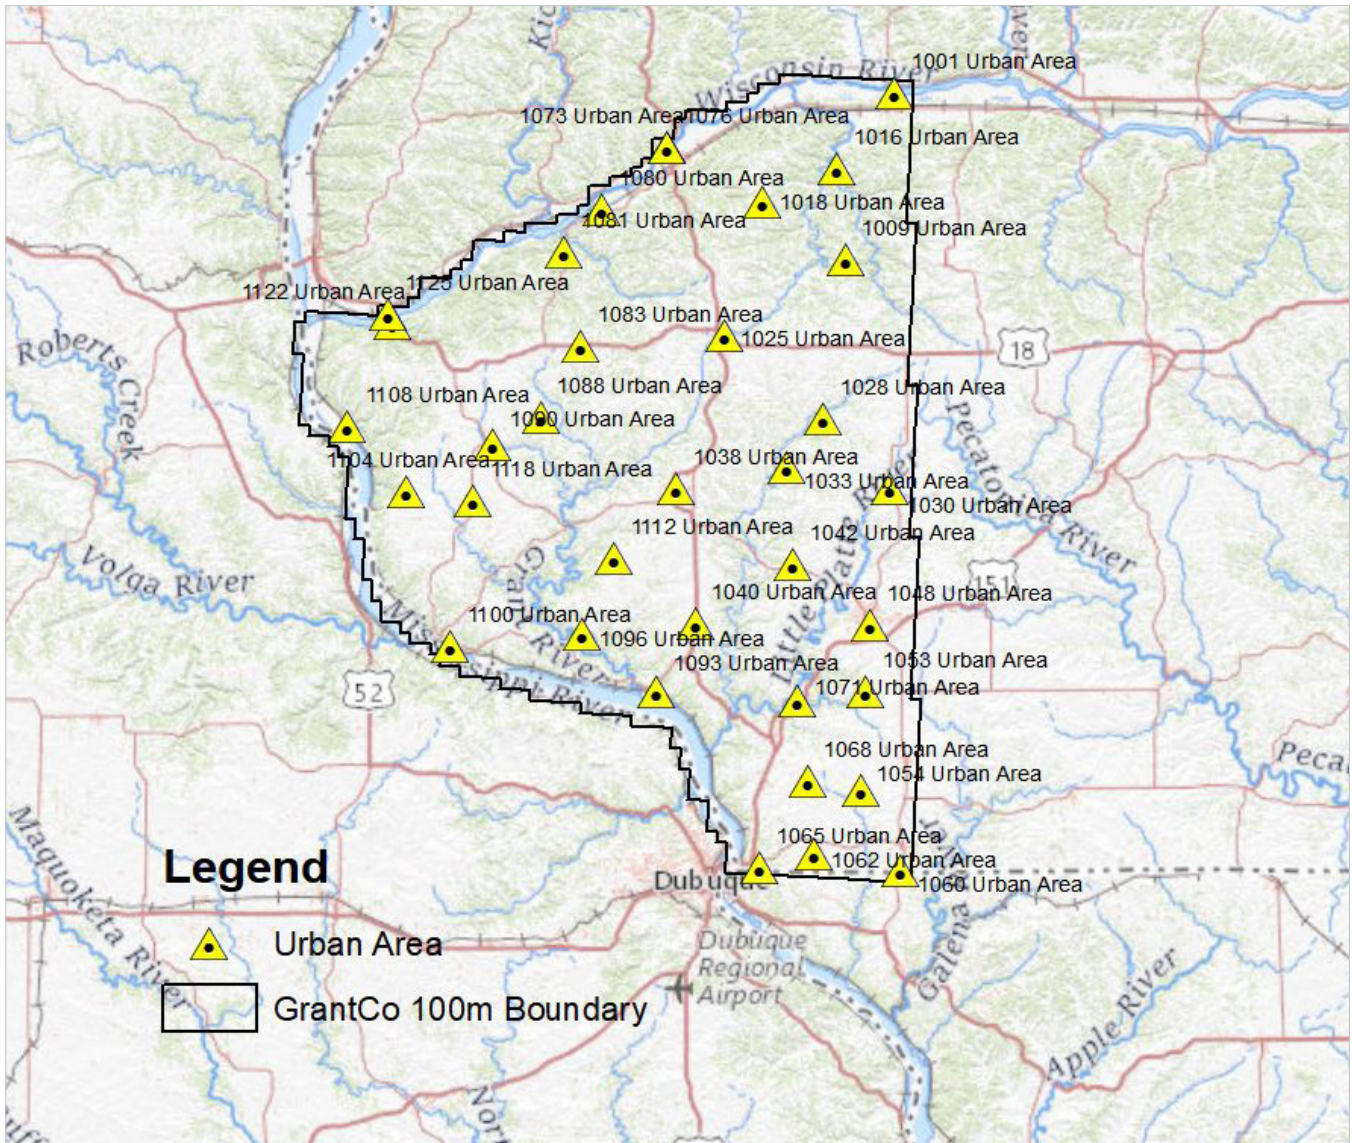 Kic
iver
Wisconsin River
1001 Urban Area
1073 Urban Area
1076 Urban Area
1016 Urban Area
1080 Urban Area
1018 Urban Area
1081 Urban Area
1009 Urban Area
1122 Urban Area
1125 Urban Area
1083 Urban Area
1025 Urban Area
18
Roberts Creek
1108 Urban Area
1088 Urban Area
1028 Urban Area
1090 Urban Area
Pecatonica River
1104 Urban Area
1118 Urban Area
1038 Urban Area
1033 Urban Area
1030 Urban Area
1112 Urban Area
1042 Urban Area
Volga River
Grant River
Little Platte River
151
1040 Urban Area
1048 Urban Area
Mississippi River
1100 Urban Area
1096 Urban Area
1093 Urban Area
1053 Urban Area
52
1071 Urban Area
1068 Urban Area
Peca
1054 Urban Area
Maquoketa River
1065 Urban Area
Legend
Dubuque
1062 Urban Area
1060 Urban Area
Galena River
Urban Area
Dubuque
Regional
Airport
GrantCo 100m Boundary
Apple River
Nort
uff